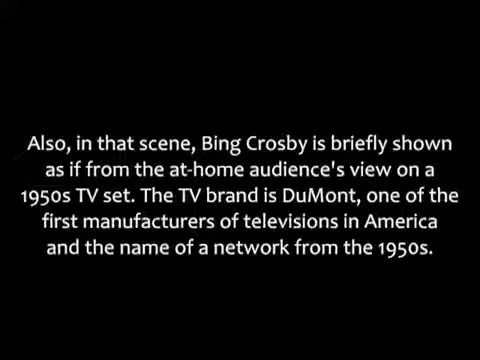 Also, in that scene, Bing Crosby is briefly shown
as if from the at-home audience's view on a
1950s TV set. The TV brand is DuMont, one of the
first manufacturers of televisions in America
and the name of a network from the 1950s.